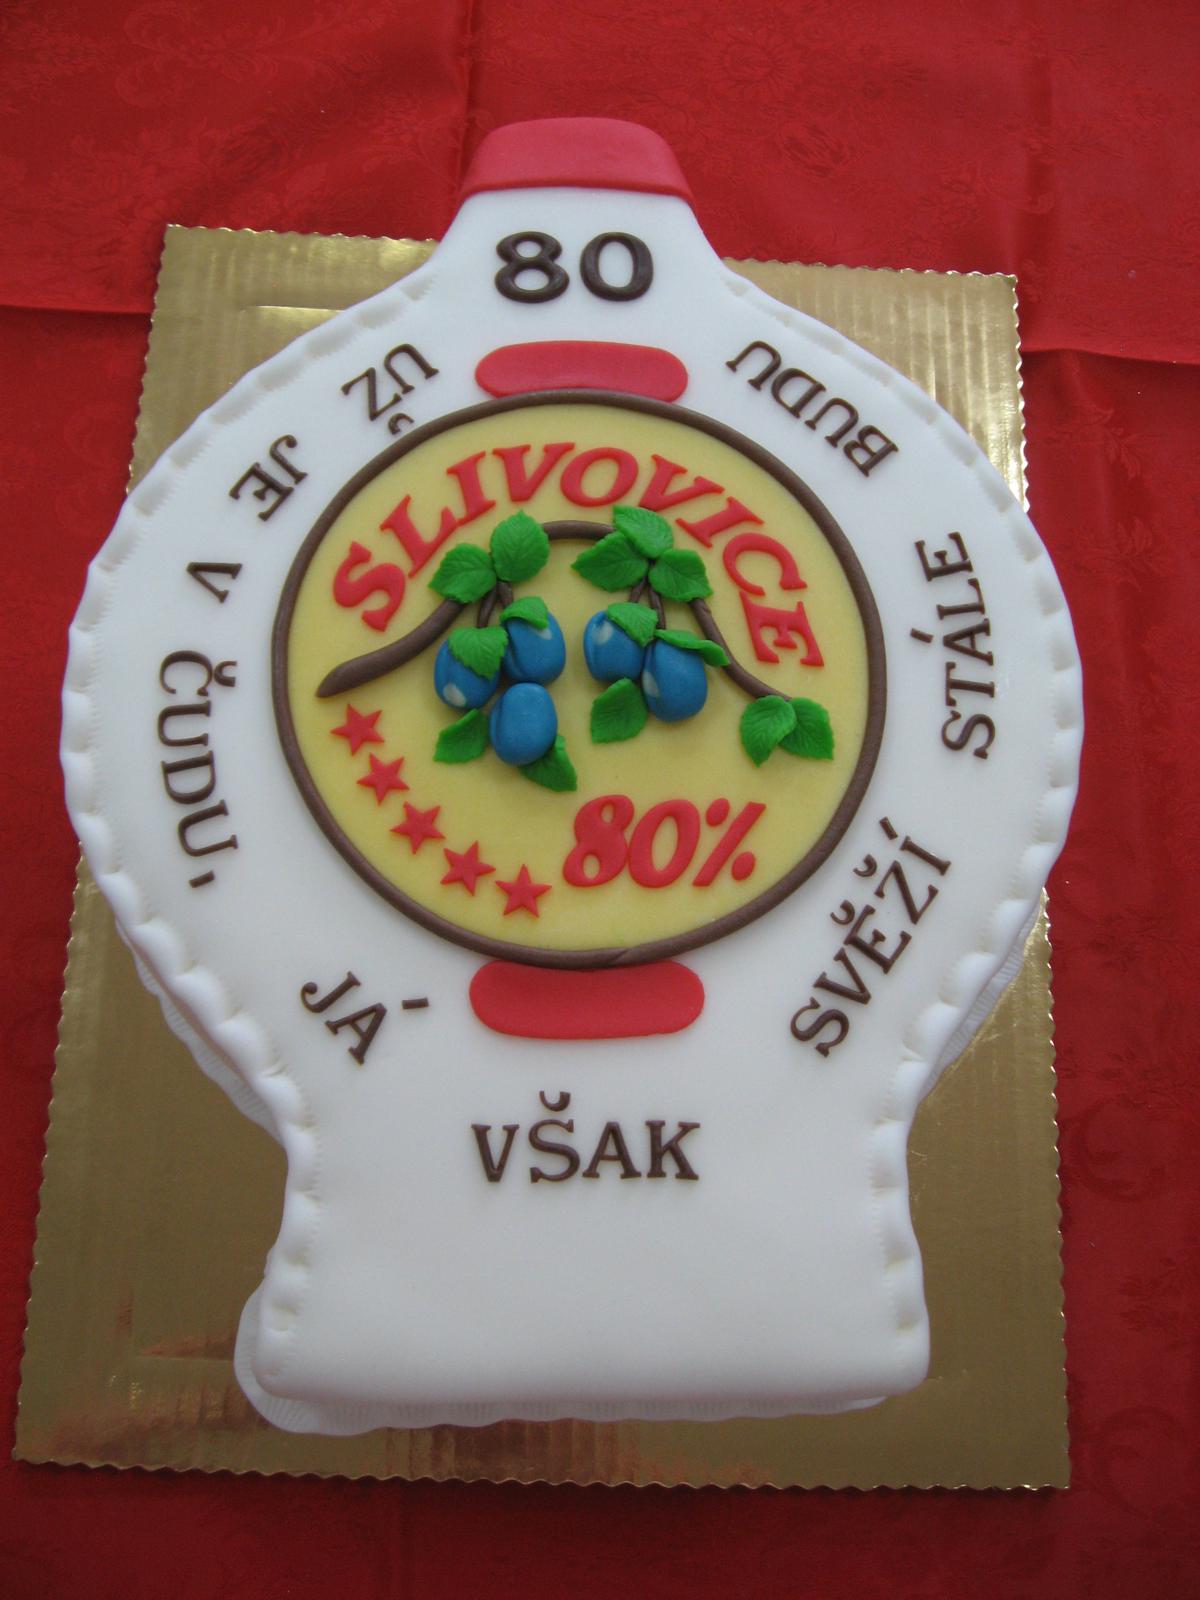 80
UŽ JE V ČUDU,
JÁ VŠAK SVĚŽÍ STÁLE BUDU
SLIVOVICE
80%